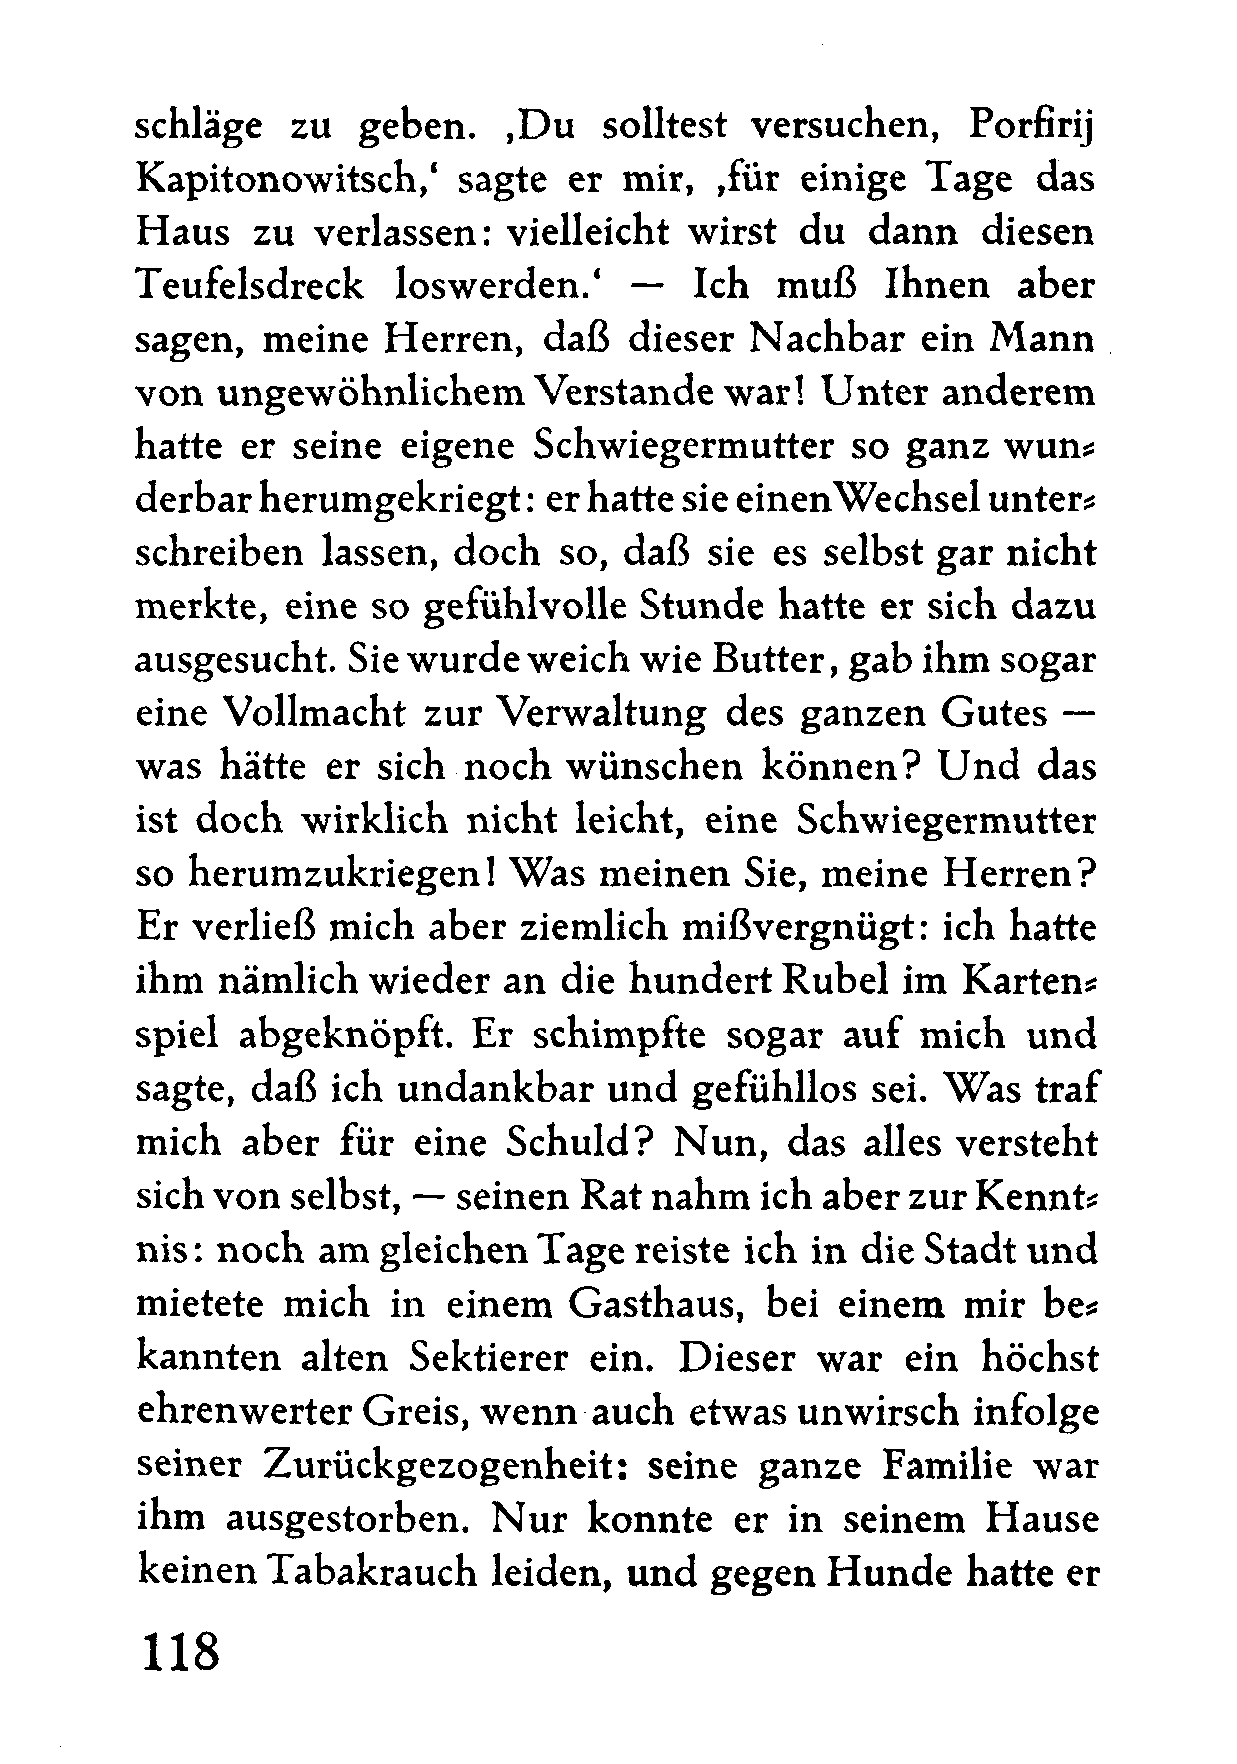 schläge zu geben. ‚Du solltest versuchen, Porfirij
Kapitonowitsch,‘ sagte er mir, ‚für einige Tage das
Haus zu verlassen: vielleicht wirst du dann diesen
Teufelsdreck loswerden.‘ — Ich muß Ihnen aber
sagen, meine Herren, daß dieser Nachbar ein Mann
von ungewöhnlichem Verstande war! Unter anderem
hatte er seine eigene Schwiegermutter so ganz wun⸗
derbar herumgekriegt: er hatte sie einen Wechsel unter⸗
schreiben lassen, doch so, daß sie es selbst gar nicht
merkte, eine so gefühlvolle Stunde hatte er sich dazu
ausgesucht. Sie wurde weich wie Butter, gab ihm sogar
eine Vollmacht zur Verwaltung des ganzen Gutes —
was hätte er sich noch wünschen können? Und das
ist doch wirklich nicht leicht, eine Schwiegermutter
so herumzukriegen! Was meinen Sie, meine Herren?
Er verließ mich aber ziemlich mißvergnügt: ich hatte
ihm nämlich wieder an die hundert Rubel im Karten⸗
spiel abgeknöpft. Er schimpfte sogar auf mich und
sagte, daß ich undankbar und gefühllos sei. Was traf
mich aber für eine Schuld? Nun, das alles versteht
sich von selbst, — seinen Rat nahm ich aber zur Kennt⸗
nis: noch am gleichen Tage reiste ich in die Stadt und
mietete mich in einem Gasthaus, bei einem mir be⸗
kannten alten Sektierer ein. Dieser war ein höchst
ehrenwerter Greis, wenn auch etwas unwirsch infolge
seiner Zurückgezogenheit: seine ganze Familie war
ihm ausgestorben. Nur konnte er in seinem Hause
keinen Tabakrauch leiden, und gegen Hunde hatte er
118